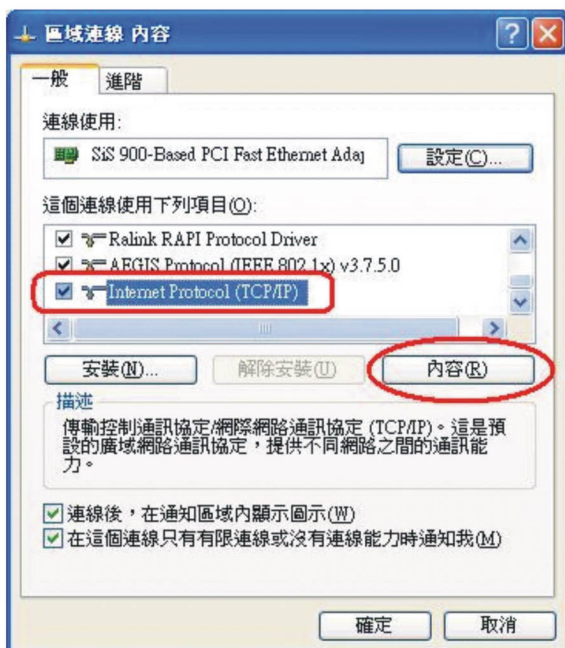 區域連線 內容
一般 進階
連線使用:
SiS 900-Based PCI Fast Ethernet Adaj
設定(C)...
這個連線使用下列項目(O):
Ralink RAPI Protocol Driver
AEGIS Protocol (IEEE 802.1x) v3.7.5.0
Internet Protocol (TCP/IP)
安裝(N)... 解除安裝(U) 內容(R)
描述
傳輸控制通訊協定/網際網路通訊協定 (TCP/IP)。這是預
設的廣域網路通訊協定，提供不同網路之間的通訊能
力。
連線後，在通知區域內顯示圖示(W)
在這個連線只有有限連線或沒有連線能力時通知我(M)
確定 取消